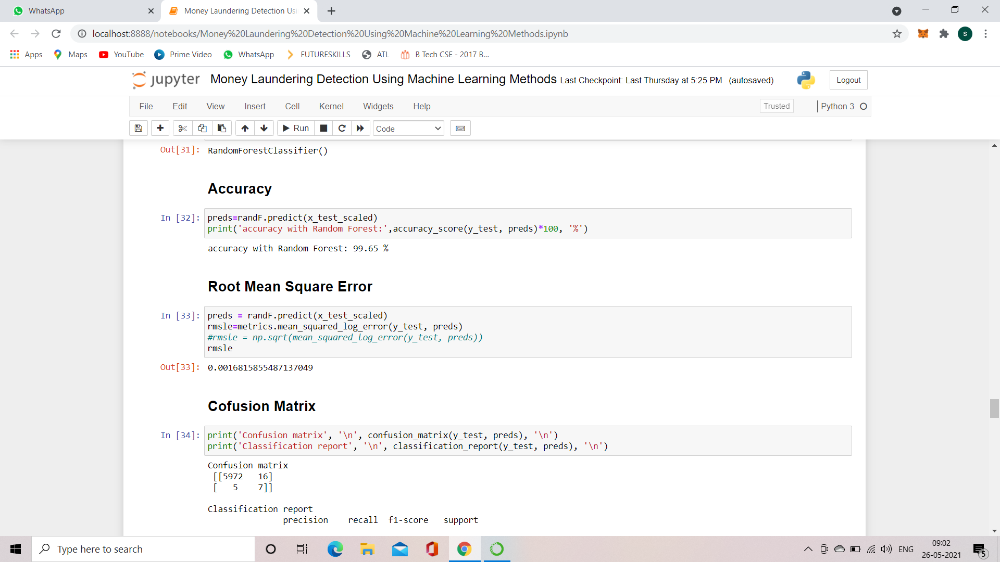 WhatsApp
Money Laundering Detection Usi
localhost:8888/notebooks/Money%20Laundering%20Detection%20Using%20Machine%20Learning%20Methods.ipynb
s
Apps Maps YouTube Prime Video WhatsApp FUTURESKILLS ATL B Tech CSE - 2017 B...
jupyter Money Laundering Detection Using Machine Learning Methods Last Checkpoint: Last Thursday at 5:25 PM (autosaved) Logout
File Edit View Insert Cell Kernel Widgets Help Trusted Python 3
Run Code
Out[31]: RandomForestClassifier()
Accuracy
In [32]: preds=randF.predict(x_test_scaled)
print('accuracy with Random Forest:',accuracy_score(y_test, preds)*100, '%')
accuracy with Random Forest: 99.65 %
Root Mean Square Error
In [33]: preds = randF.predict(x_test_scaled)
rmsle=metrics.mean_squared_log_error(y_test, preds)
#rmsle = np.sqrt(mean_squared_log_error(y_test, preds))
rmsle
Out[33]: 0.0016815855487137049
Cofusion Matrix
In [34]: print('Confusion matrix', '\n', confusion_matrix(y_test, preds), '\n')
print('Classification report', '\n', classification_report(y_test, preds), '\n')
Confusion matrix
[[5972 16]
[ 5 7]]
Classification report
precision recall f1-score support
Type here to search
ENG
09:02
26-05-2021
5